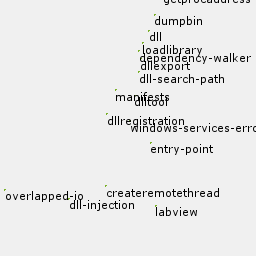 getprocaddress
dumpbin
dll
loadlibrary
dependency-walker
dllexport
dll-search-path
manifests
dlltool
dllregistration
windows-services-erro
entry-point
createremotethread
overlapped-io
dll-injection
labview